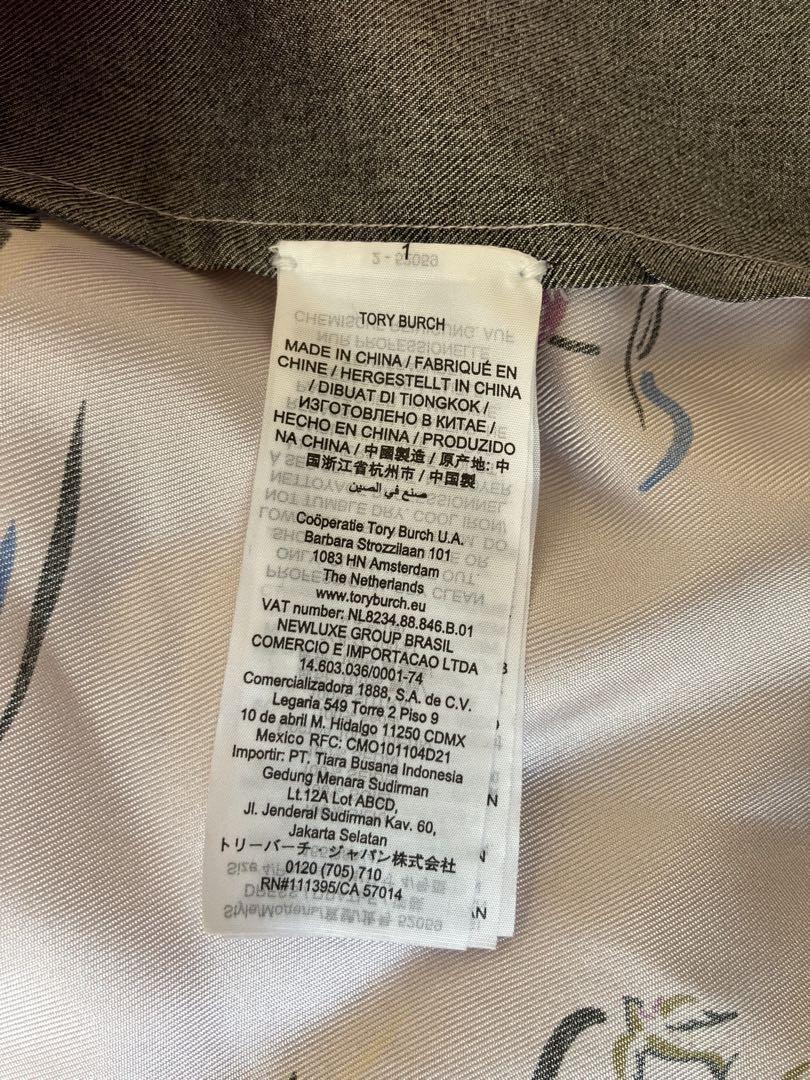 1
TORY BURCH
MADE IN CHINA / FABRIQUÉ EN
CHINE / HERGESTELLT IN CHINA
/ DIBUAT DI TIONGKOK /
ИЗГОТОВЛЕНО В КИТАЕ /
HECHO EN CHINA / PRODUZIDO
NA CHINA / 中國製造 / 原产地: 中
国浙江省杭州市 / 中国製
صنع في الصين
Coöperatie Tory Burch U.A.
Barbara Strozzilaan 101
1083 HN Amsterdam
The Netherlands
www.toryburch.eu
VAT number: NL8234.88.846.B.01
NEWLUXE GROUP BRASIL
COMERCIO E IMPORTACAO LTDA
14.603.036/0001-74
Comercializadora 1888, S.A. de C.V.
Legaria 549 Torre 2 Piso 9
10 de abril M. Hidalgo 11250 CDMX
Mexico RFC: CMO101104D21
Importir: PT. Tiara Busana Indonesia
Gedung Menara Sudirman
Lt.12A Lot ABCD,
Jl. Jenderal Sudirman Kav. 60,
Jakarta Selatan
トリーバーチ・ジャパン株式会社
0120 (705) 710
RN#111395/CA 57014